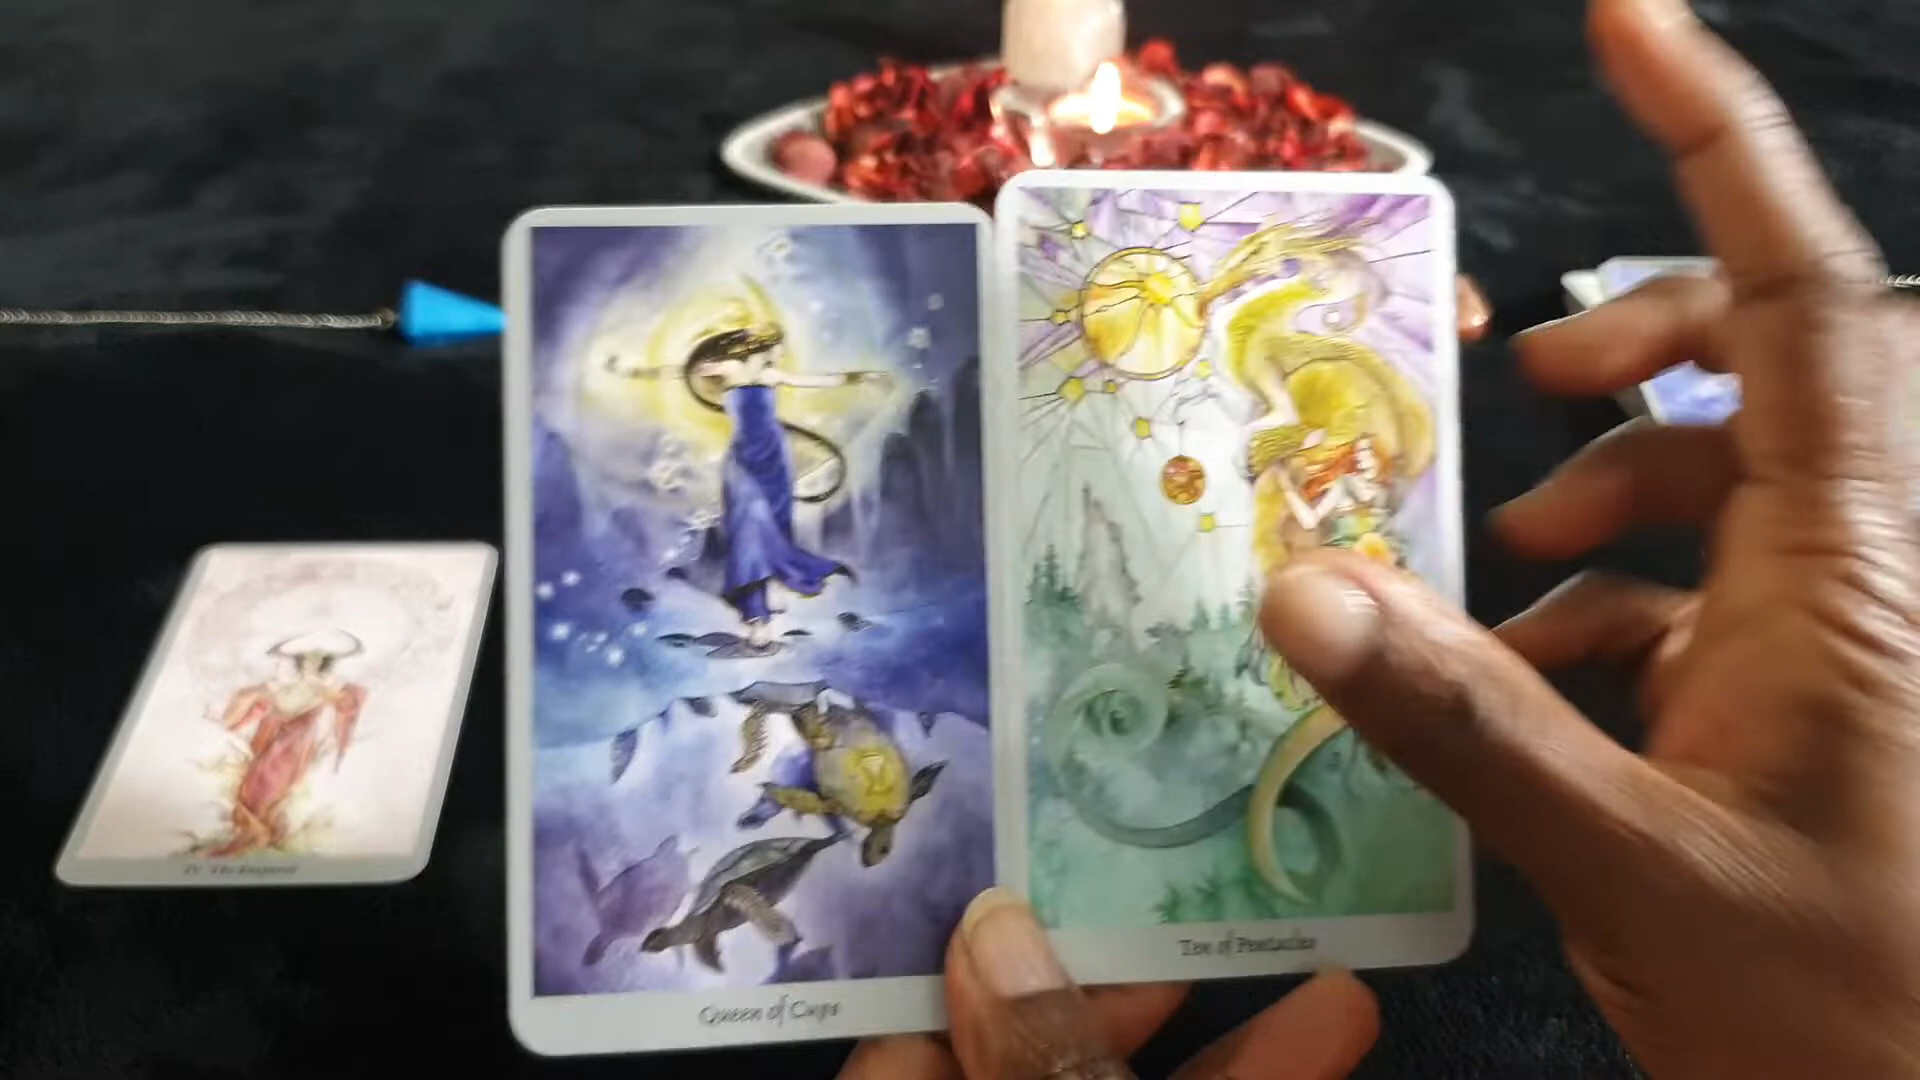 Queen of Cups
Ten of Pentacles
IV The Emperor